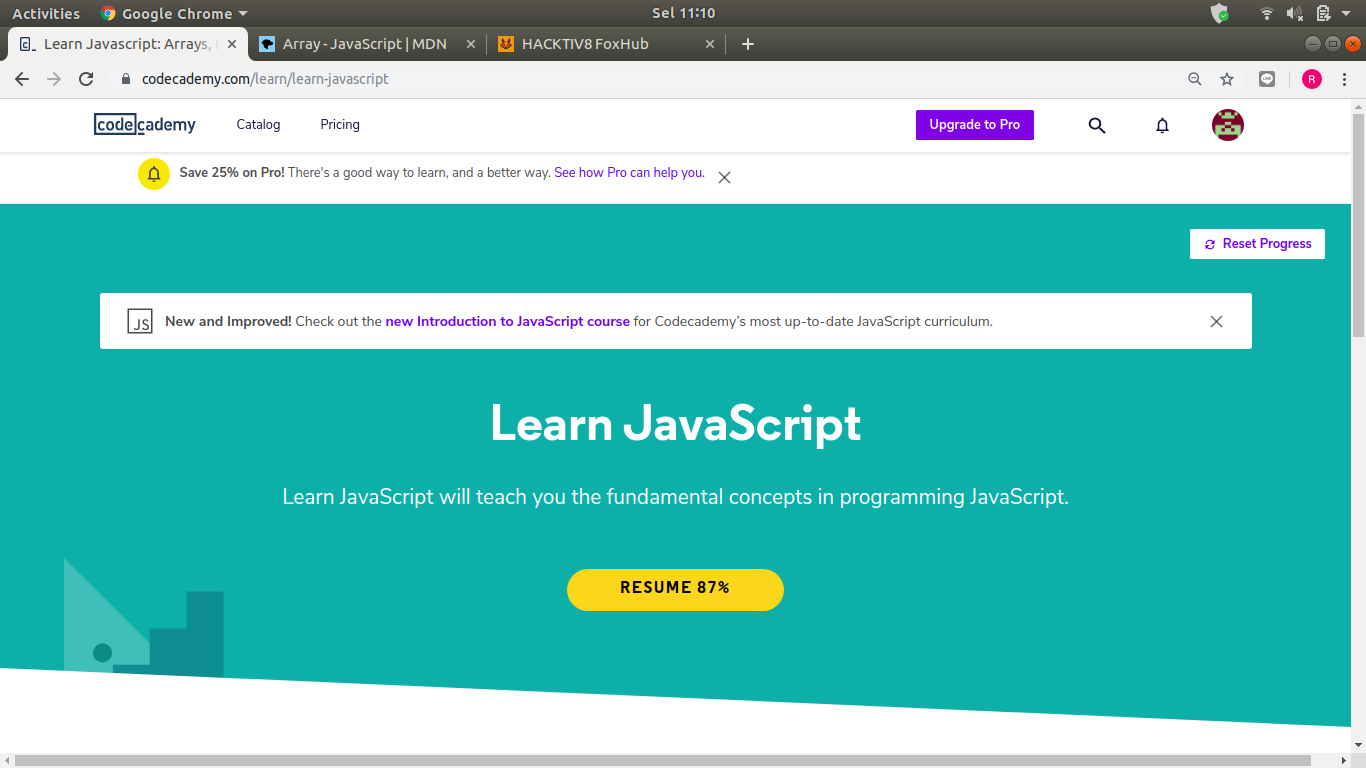 Activities Google Chrome Sel 11:10
Learn Javascript: Arrays, Array - JavaScript | MDN HACKTIV8 FoxHub
codecademy.com/learn/learn-javascript R
codecademy Catalog Pricing Upgrade to Pro
Save 25% on Pro! There's a good way to learn, and a better way. See how Pro can help you.
Reset Progress
JS New and Improved! Check out the new Introduction to JavaScript course for Codecademy's most up-to-date JavaScript curriculum.
Learn JavaScript
Learn JavaScript will teach you the fundamental concepts in programming JavaScript.
RESUME 87%